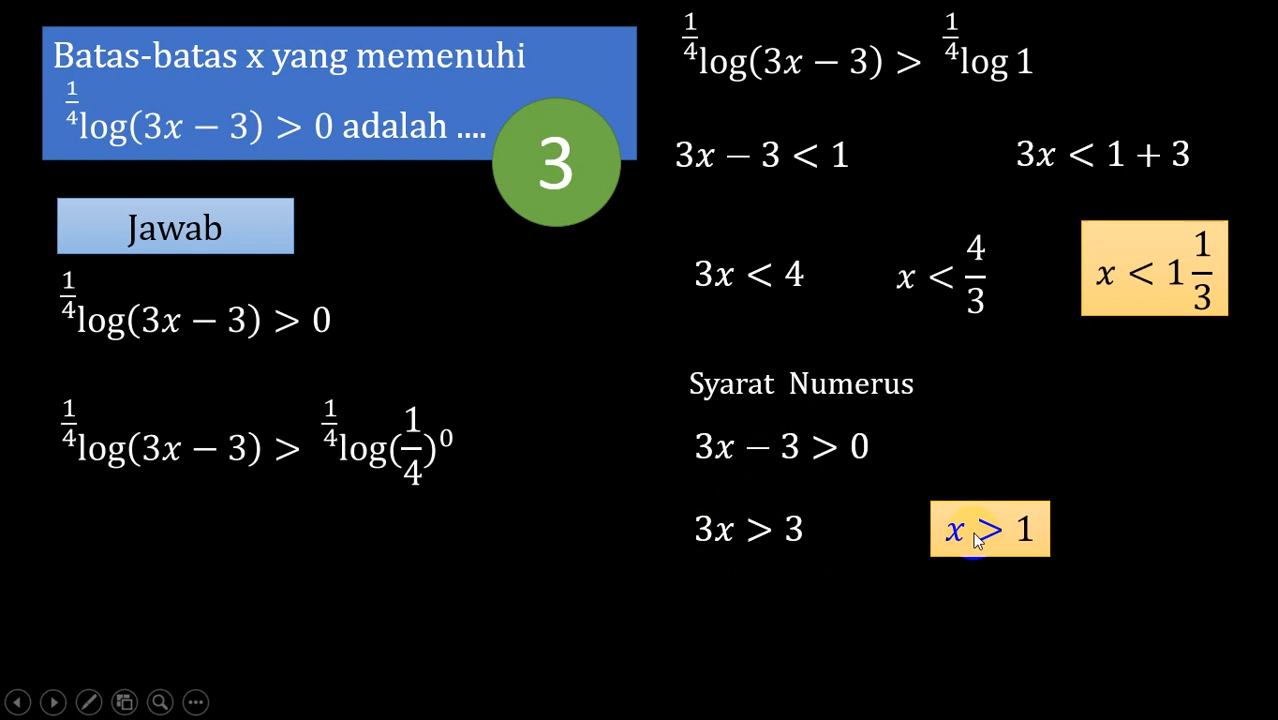 Batas-batas x yang memenuhi
¼log(3x − 3) > 0 adalah ....
3
Jawab
¼log(3x − 3) > 0
¼log(3x − 3) > ¼log(1/4)⁰
¼log(3x − 3) > ¼log 1
3x − 3 < 1 3x < 1 + 3
3x < 4 x < 4/3 x < 1 1/3
Syarat Numerus
3x − 3 > 0
3x > 3 x > 1